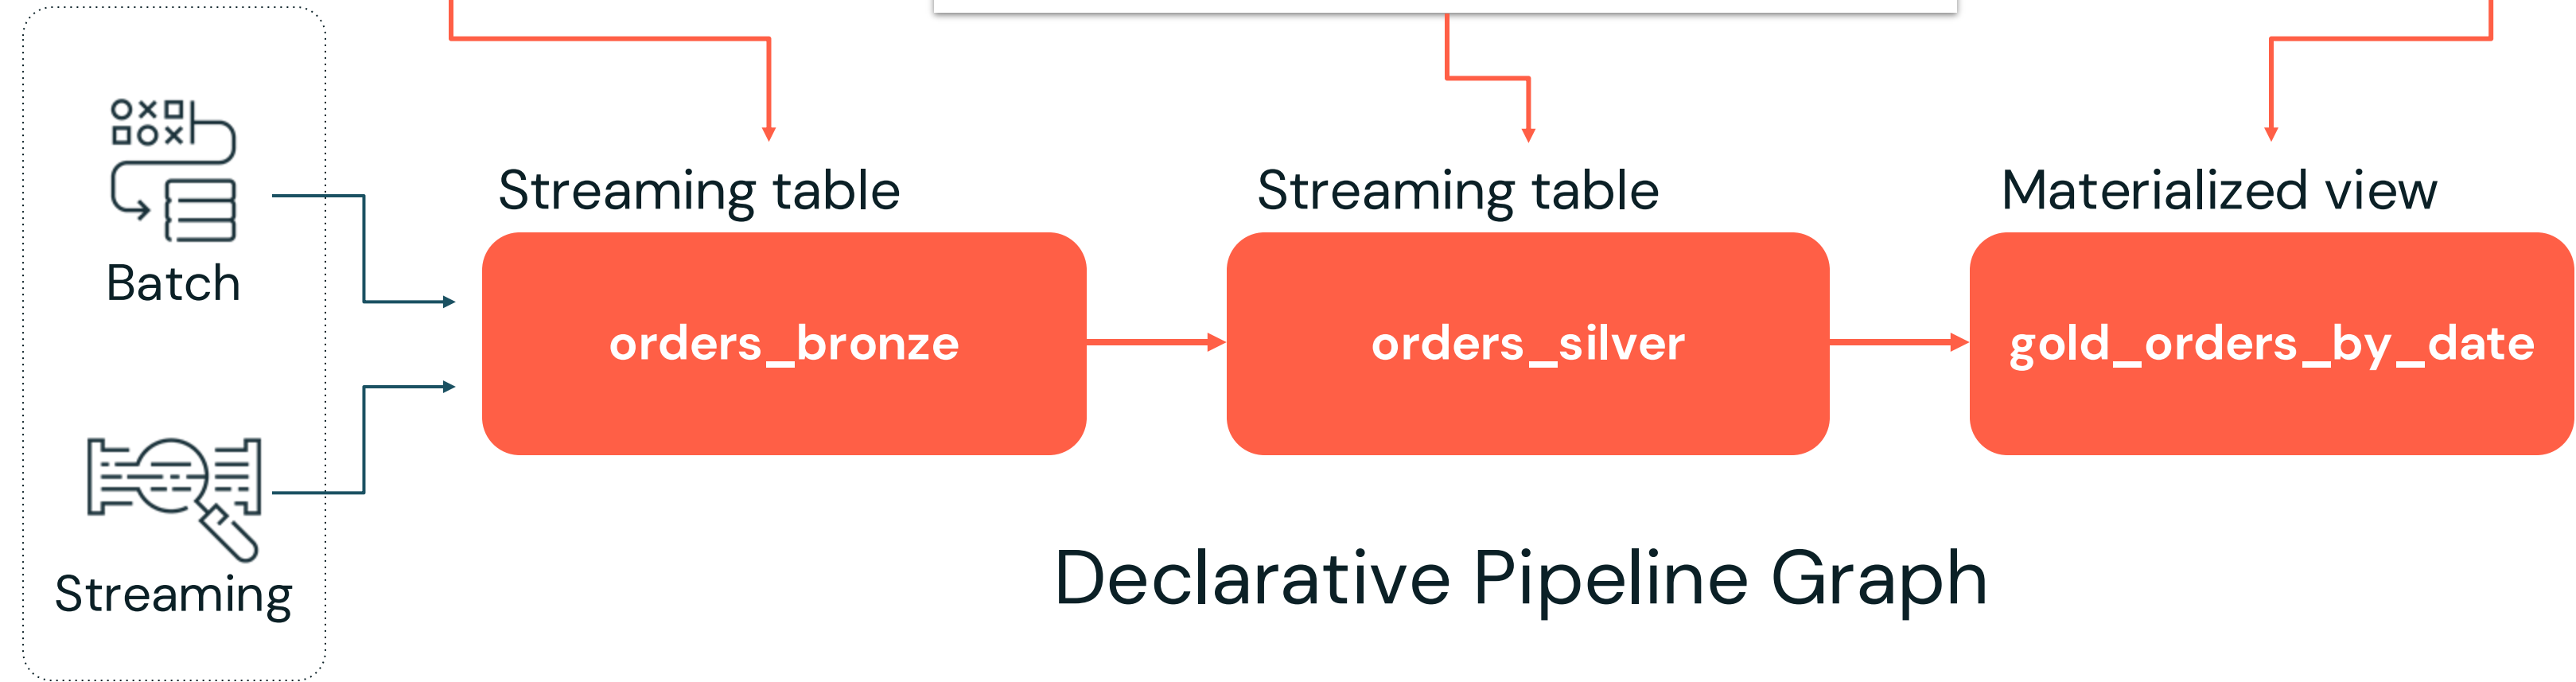 Batch
Streaming
Streaming table
orders_bronze
Streaming table
orders_silver
Materialized view
gold_orders_by_date
Declarative Pipeline Graph